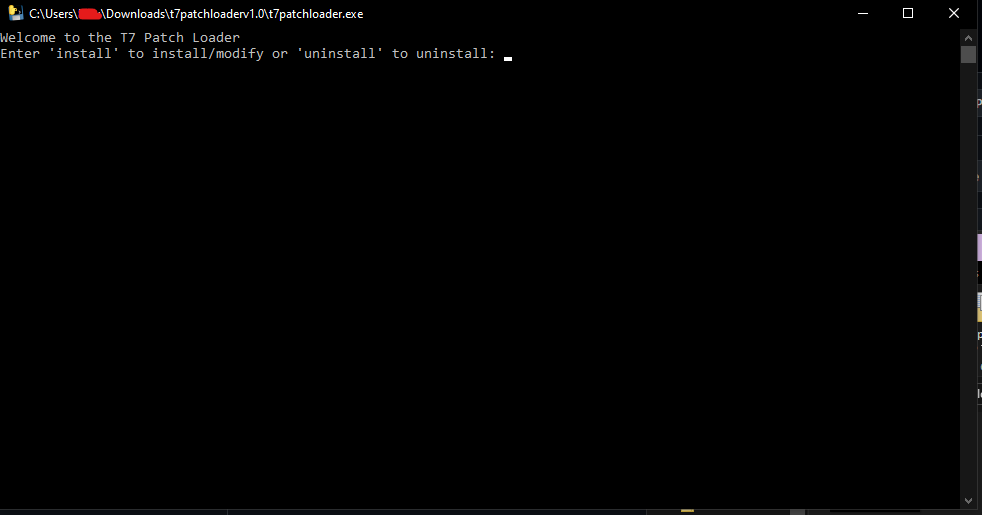 C:\Users\ \Downloads\t7patchloaderv1.0\t7patchloader.exe
Welcome to the T7 Patch Loader
Enter 'install' to install/modify or 'uninstall' to uninstall: